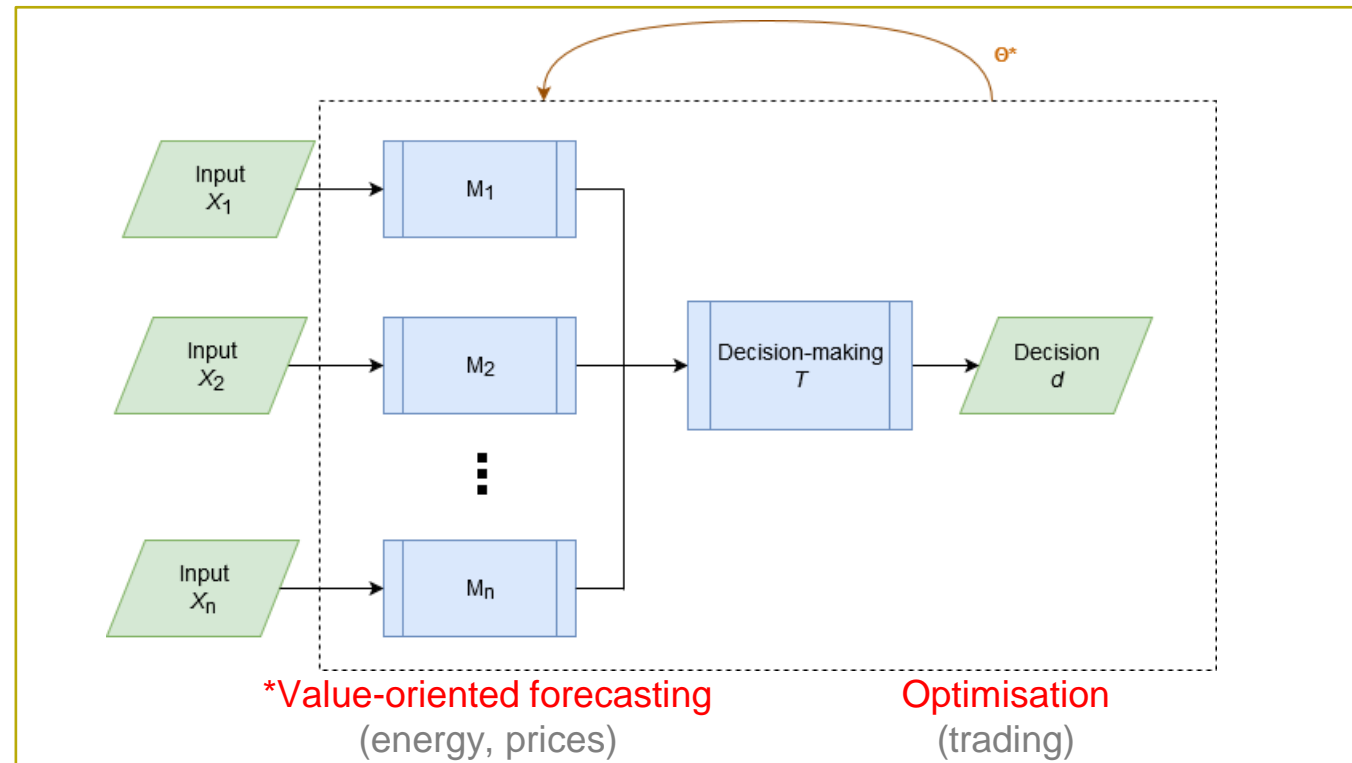 Θ*
Input
X1
M1
Input
X2
M2
Decision-making
T
Decision
d
Input
Xn
Mn
*Value-oriented forecasting
(energy, prices)
Optimisation
(trading)